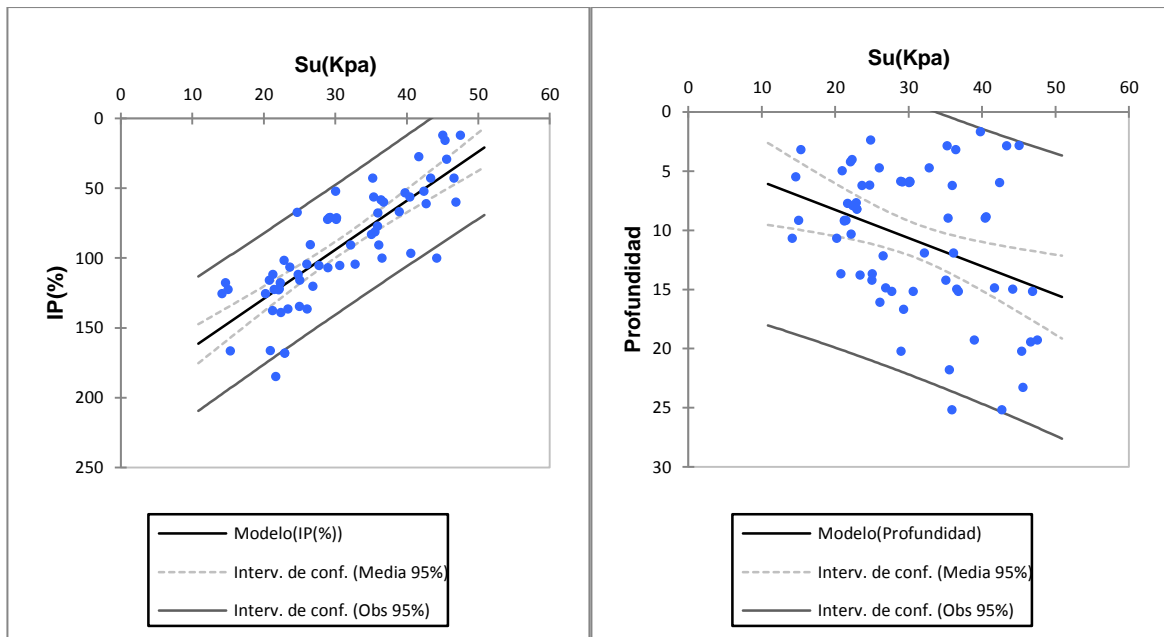 Su(Kpa)
0 10 20 30 40 50 60
0
50
100
150
200
250
IP(%)
Modelo(IP(%))
Interv. de conf. (Media 95%)
Interv. de conf. (Obs 95%)
Su(Kpa)
0 10 20 30 40 50 60
0
5
10
15
20
25
30
Profundidad
Modelo(Profundidad)
Interv. de conf. (Media 95%)
Interv. de conf. (Obs 95%)